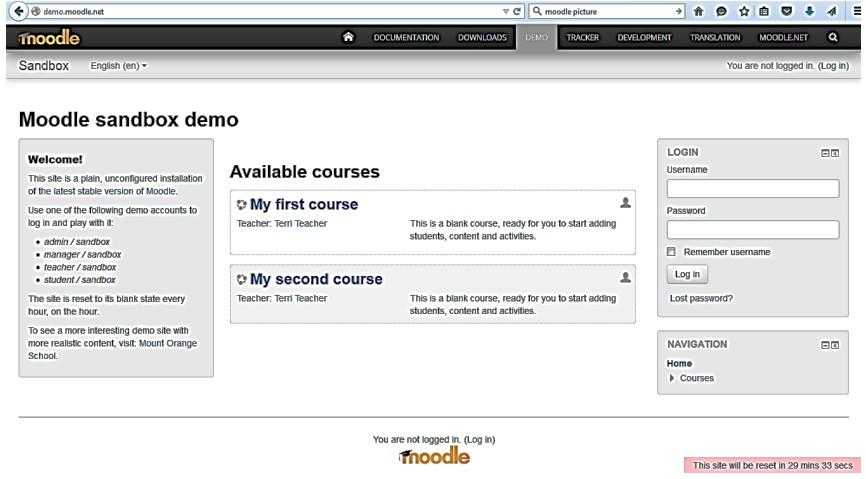 demo.moodle.net
moodle picture
moodle
DOCUMENTATION DOWNLOADS DEMO TRACKER DEVELOPMENT TRANSLATION MOODLE.NET
Sandbox English (en)
You are not logged in. (Log in)
Moodle sandbox demo
Welcome!
This site is a plain, unconfigured installation
of the latest stable version of Moodle.
Use one of the following demo accounts to
log in and play with it:
• admin / sandbox
• manager / sandbox
• teacher / sandbox
• student / sandbox
The site is reset to its blank state every
hour, on the hour.
To see a more interesting demo site with
more realistic content, visit: Mount Orange
School.
Available courses
My first course
Teacher: Terri Teacher
This is a blank course, ready for you to start adding
students, content and activities.
My second course
Teacher: Terri Teacher
This is a blank course, ready for you to start adding
students, content and activities.
LOGIN
Username
Password
Remember username
Log in
Lost password?
NAVIGATION
Home
Courses
You are not logged in. (Log in)
moodle
This site will be reset in 29 mins 33 secs